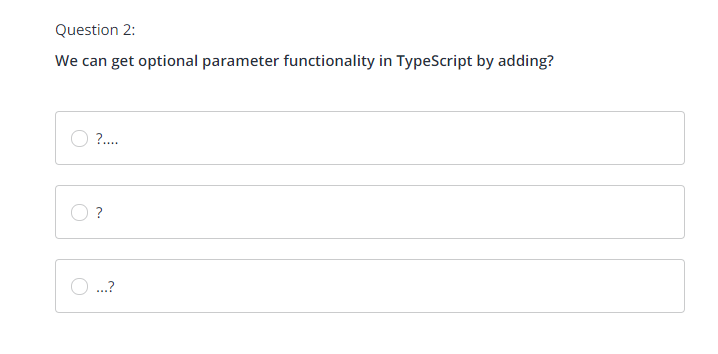 Question 2:
We can get optional parameter functionality in TypeScript by adding?
?....
?
...?